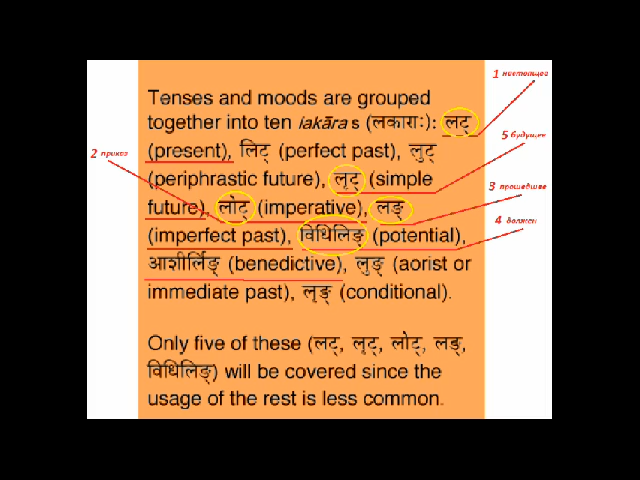 Tenses and moods are grouped
together into ten lakāra s (लकाराः): लट्
(present), लिट् (perfect past), लुट्
(periphrastic future), लृट् (simple
future), लोट् (imperative), लङ्
(imperfect past), विधिलिङ् (potential),
आशीर्लिङ् (benedictive), लुङ् (aorist or
immediate past), लृङ् (conditional).
Only five of these (लट्, लृट्, लोट्, लङ्,
विधिलिङ्) will be covered since the
usage of the rest is less common.
1 настоящее
5 будущее
2 приказ
3 прошедшее
4 должен